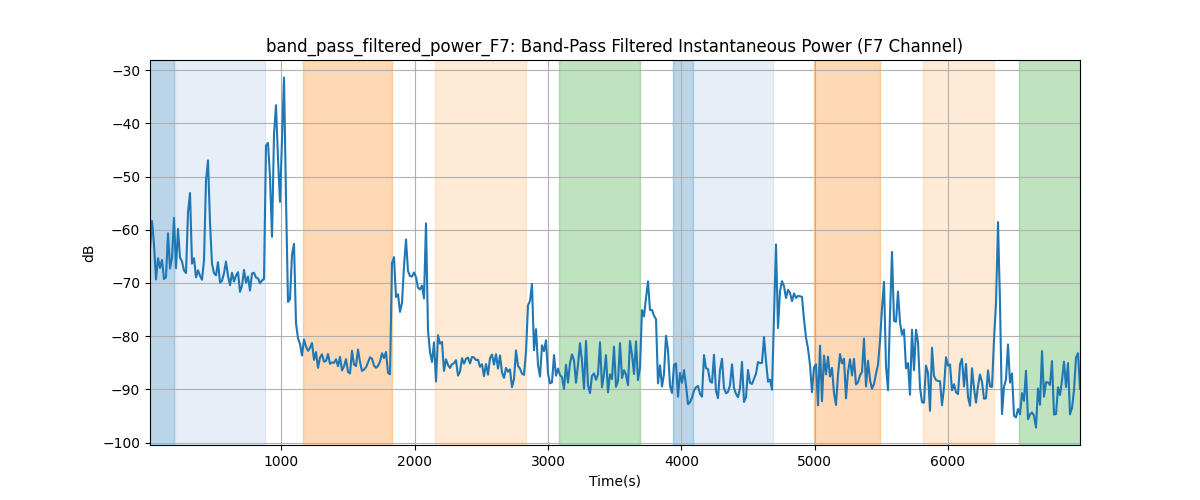 band_pass_filtered_power_F7: Band-Pass Filtered Instantaneous Power (F7 Channel)
−30
−40
−50
−60
−70
−80
−90
−100
dB
1000 2000 3000 4000 5000 6000
Time(s)